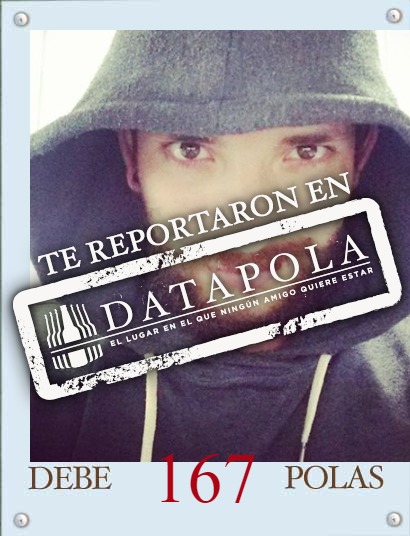 TE REPORTARON EN
DATAPOLA
EL LUGAR EN EL QUE NINGÚN AMIGO QUIERE ESTAR
DEBE 167 POLAS